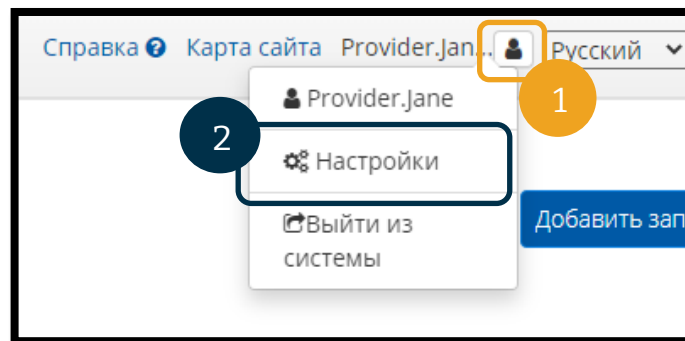 Справка Карта сайта Provider.Jan... Русский
Provider.Jane
1
2
Настройки
Выйти из
системы
Добавить зап